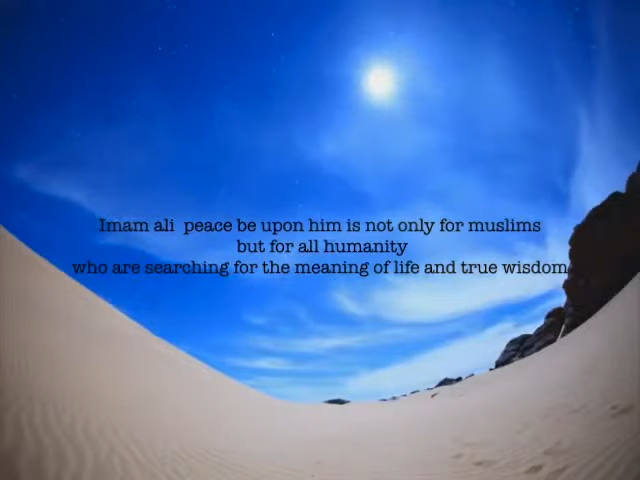 Imam ali peace be upon him is not only for muslims
but for all humanity
who are searching for the meaning of life and true wisdom